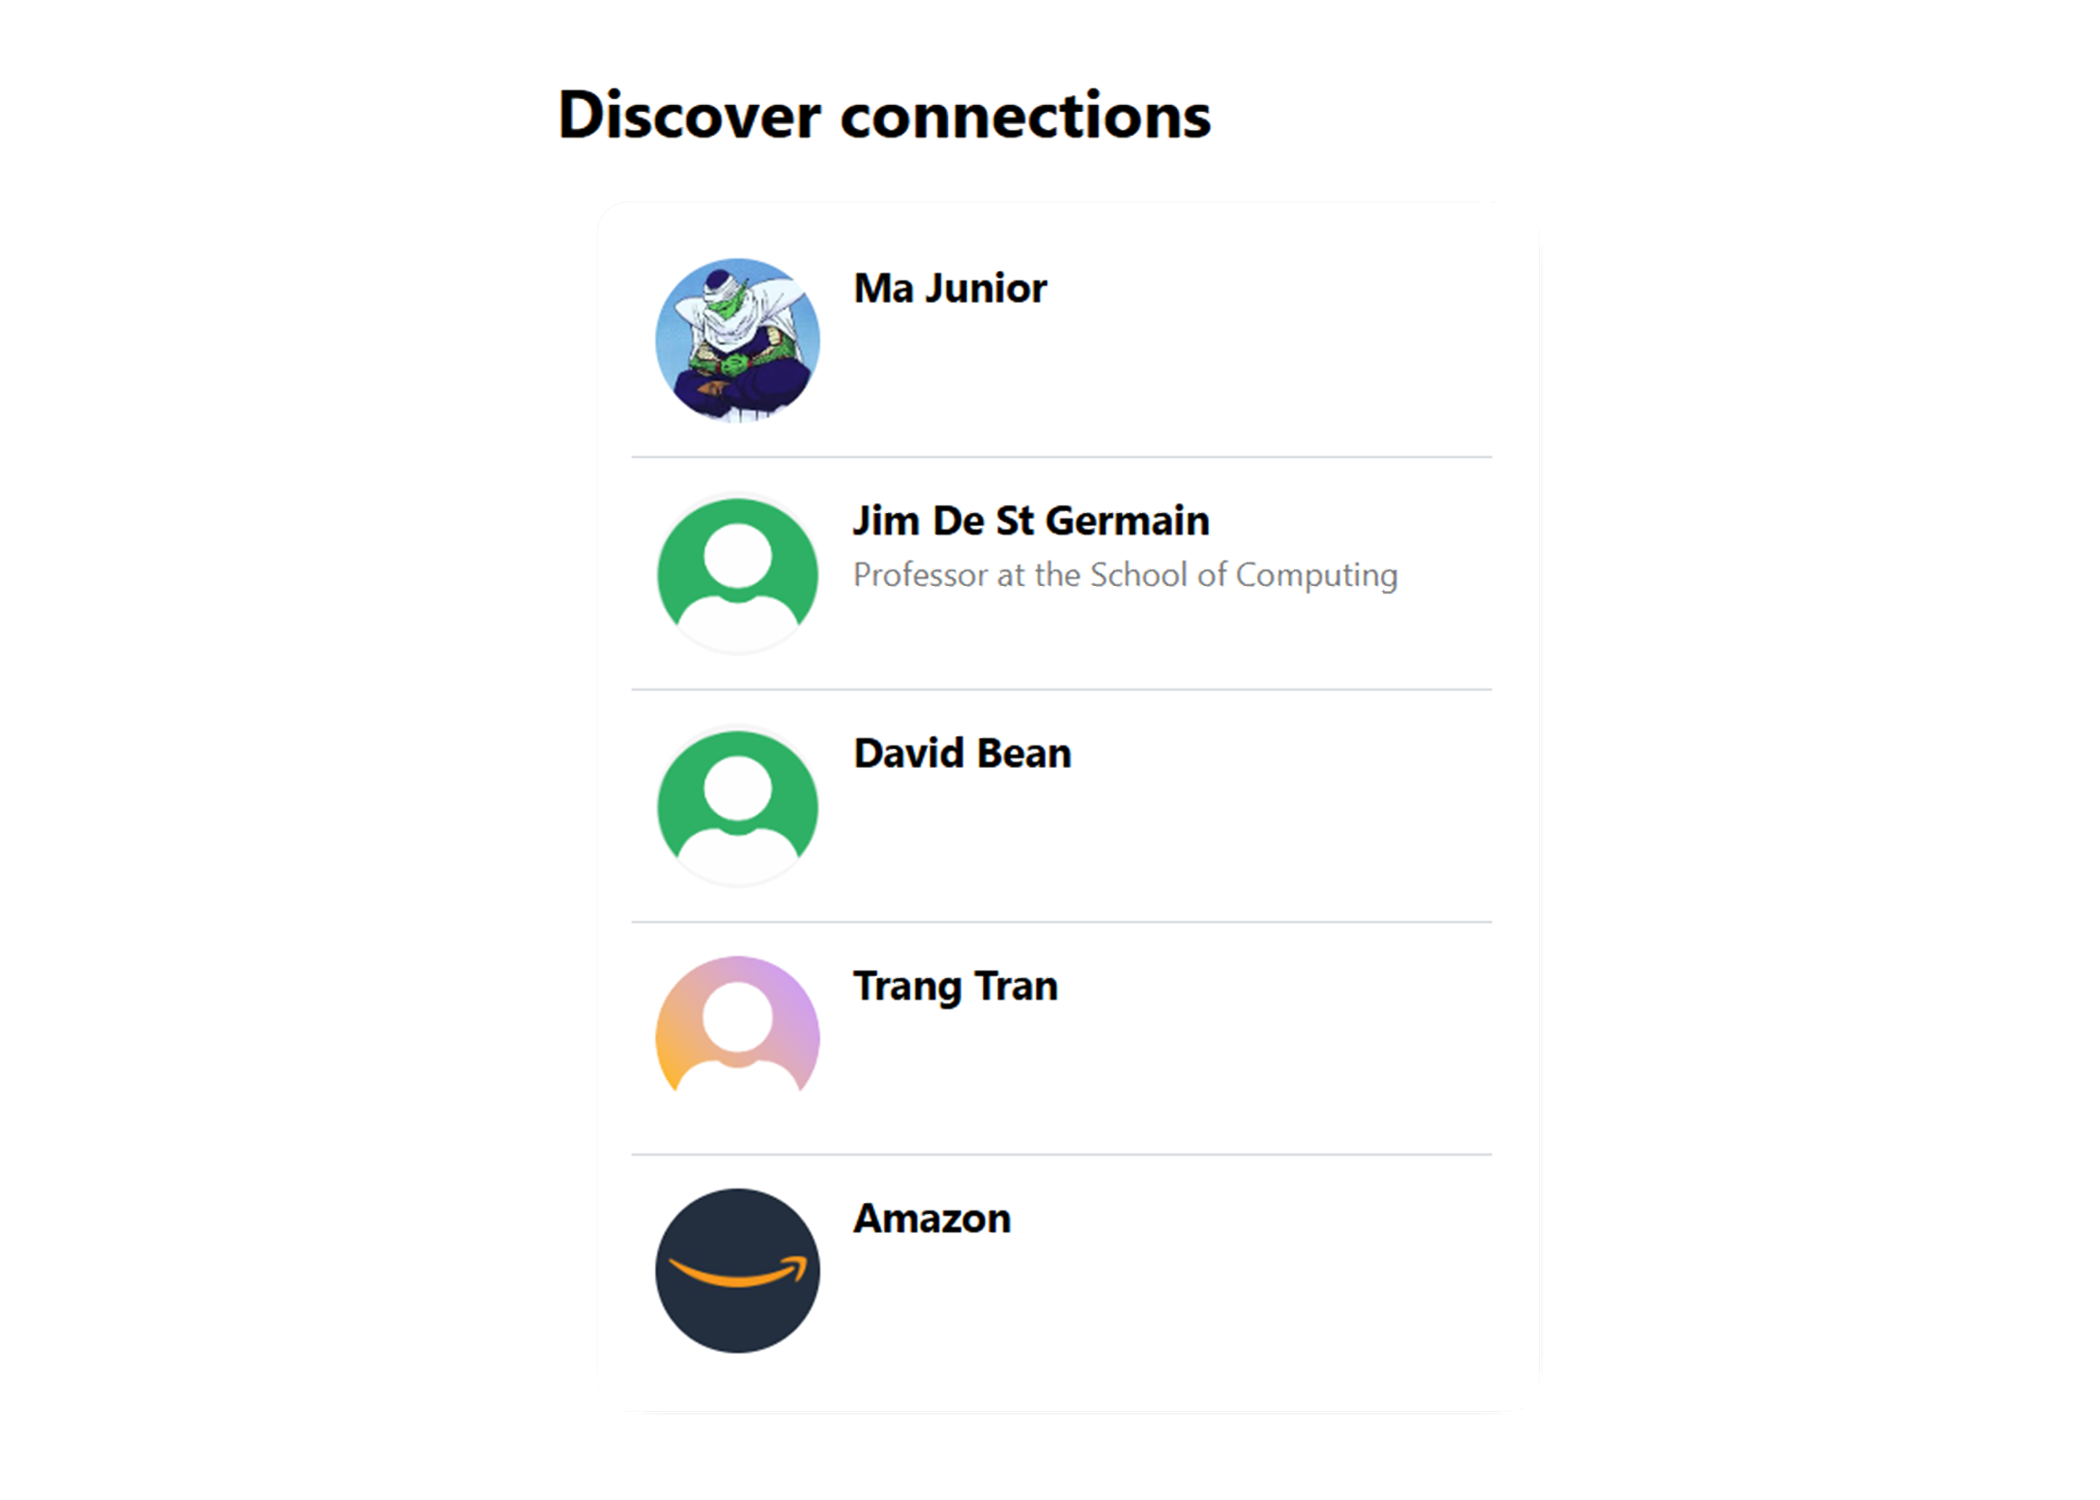 Discover connections
Ma Junior
Jim De St Germain
Professor at the School of Computing
David Bean
Trang Tran
Amazon